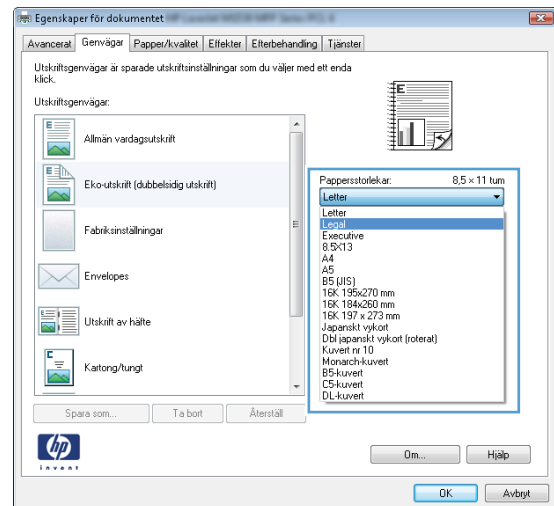 Egenskaper för dokumentet
Avancerat Genvägar Papper/kvalitet Effekter Efterbehandling Tjänster
Utskriftsgenvägar är sparade utskriftsinställningar som du väljer med ett enda
klick.
Utskriftsgenvägar:
Allmän vardagsutskrift
Eko-utskrift (dubbelsidig utskrift)
Fabriksinställningar
Envelopes
Utskrift av häfte
Kartong/tungt
Pappersstorlekar: 8,5 × 11 tum
Letter
Letter
Legal
Executive
8.5X13
A4
A5
B5 (JIS)
16K 195x270 mm
16K 184x260 mm
16K 197 x 273 mm
Japanskt vykort
Dbl japanskt vykort (roterat)
Kuvert nr 10
Monarch-kuvert
B5-kuvert
C5-kuvert
DL-kuvert
Spara som... Ta bort Återställ
hp
invent
Om... Hjälp
OK Avbryt